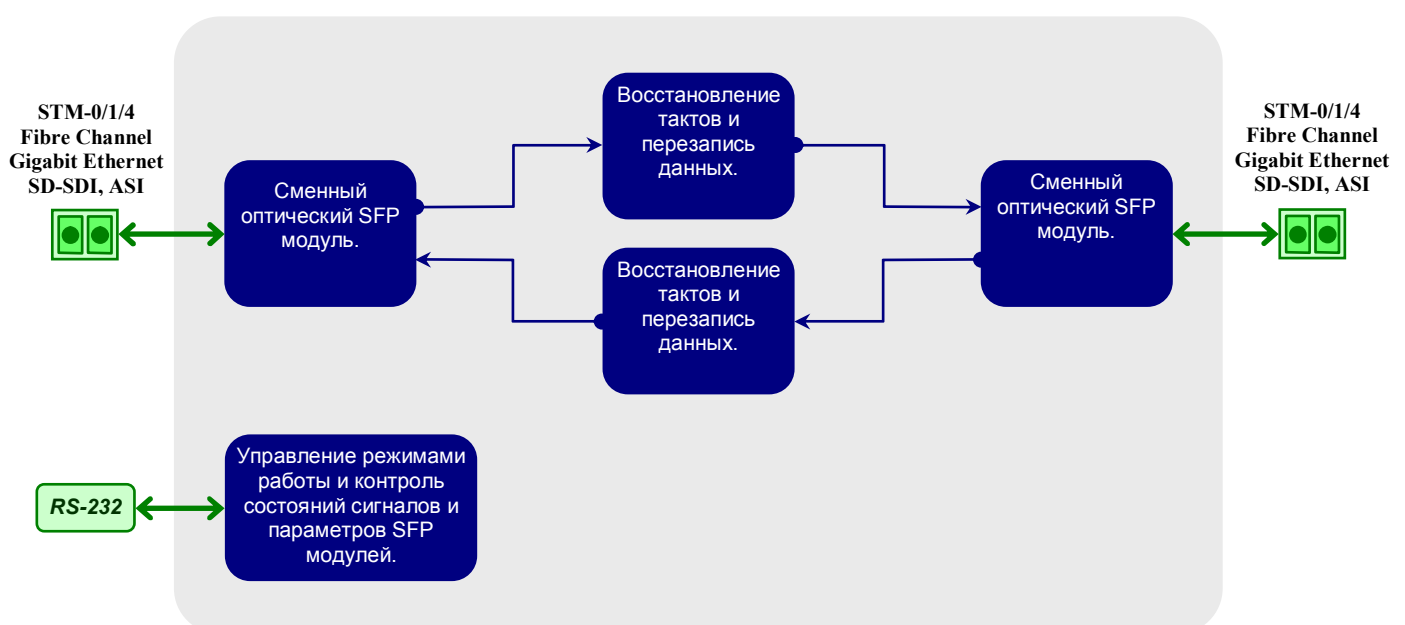 STM-0/1/4
Fibre Channel
Gigabit Ethernet
SD-SDI, ASI
Сменный
оптический SFP
модуль.
Восстановление
тактов и
перезапись
данных.
Восстановление
тактов и
перезапись
данных.
Сменный
оптический SFP
модуль.
STM-0/1/4
Fibre Channel
Gigabit Ethernet
SD-SDI, ASI
RS-232
Управление режимами
работы и контроль
состояний сигналов и
параметров SFP
модулей.